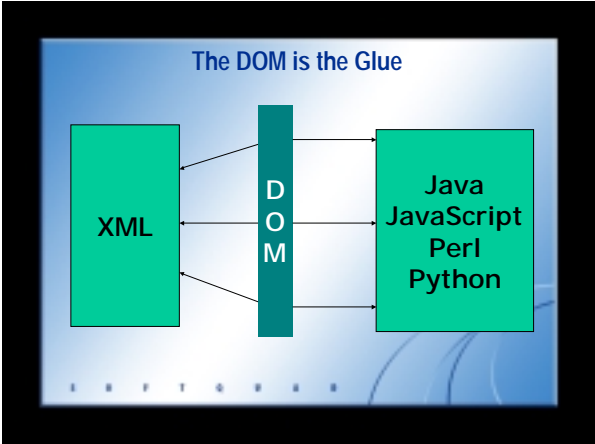 The DOM is the Glue
XML
D
O
M
Java
JavaScript
Perl
Python